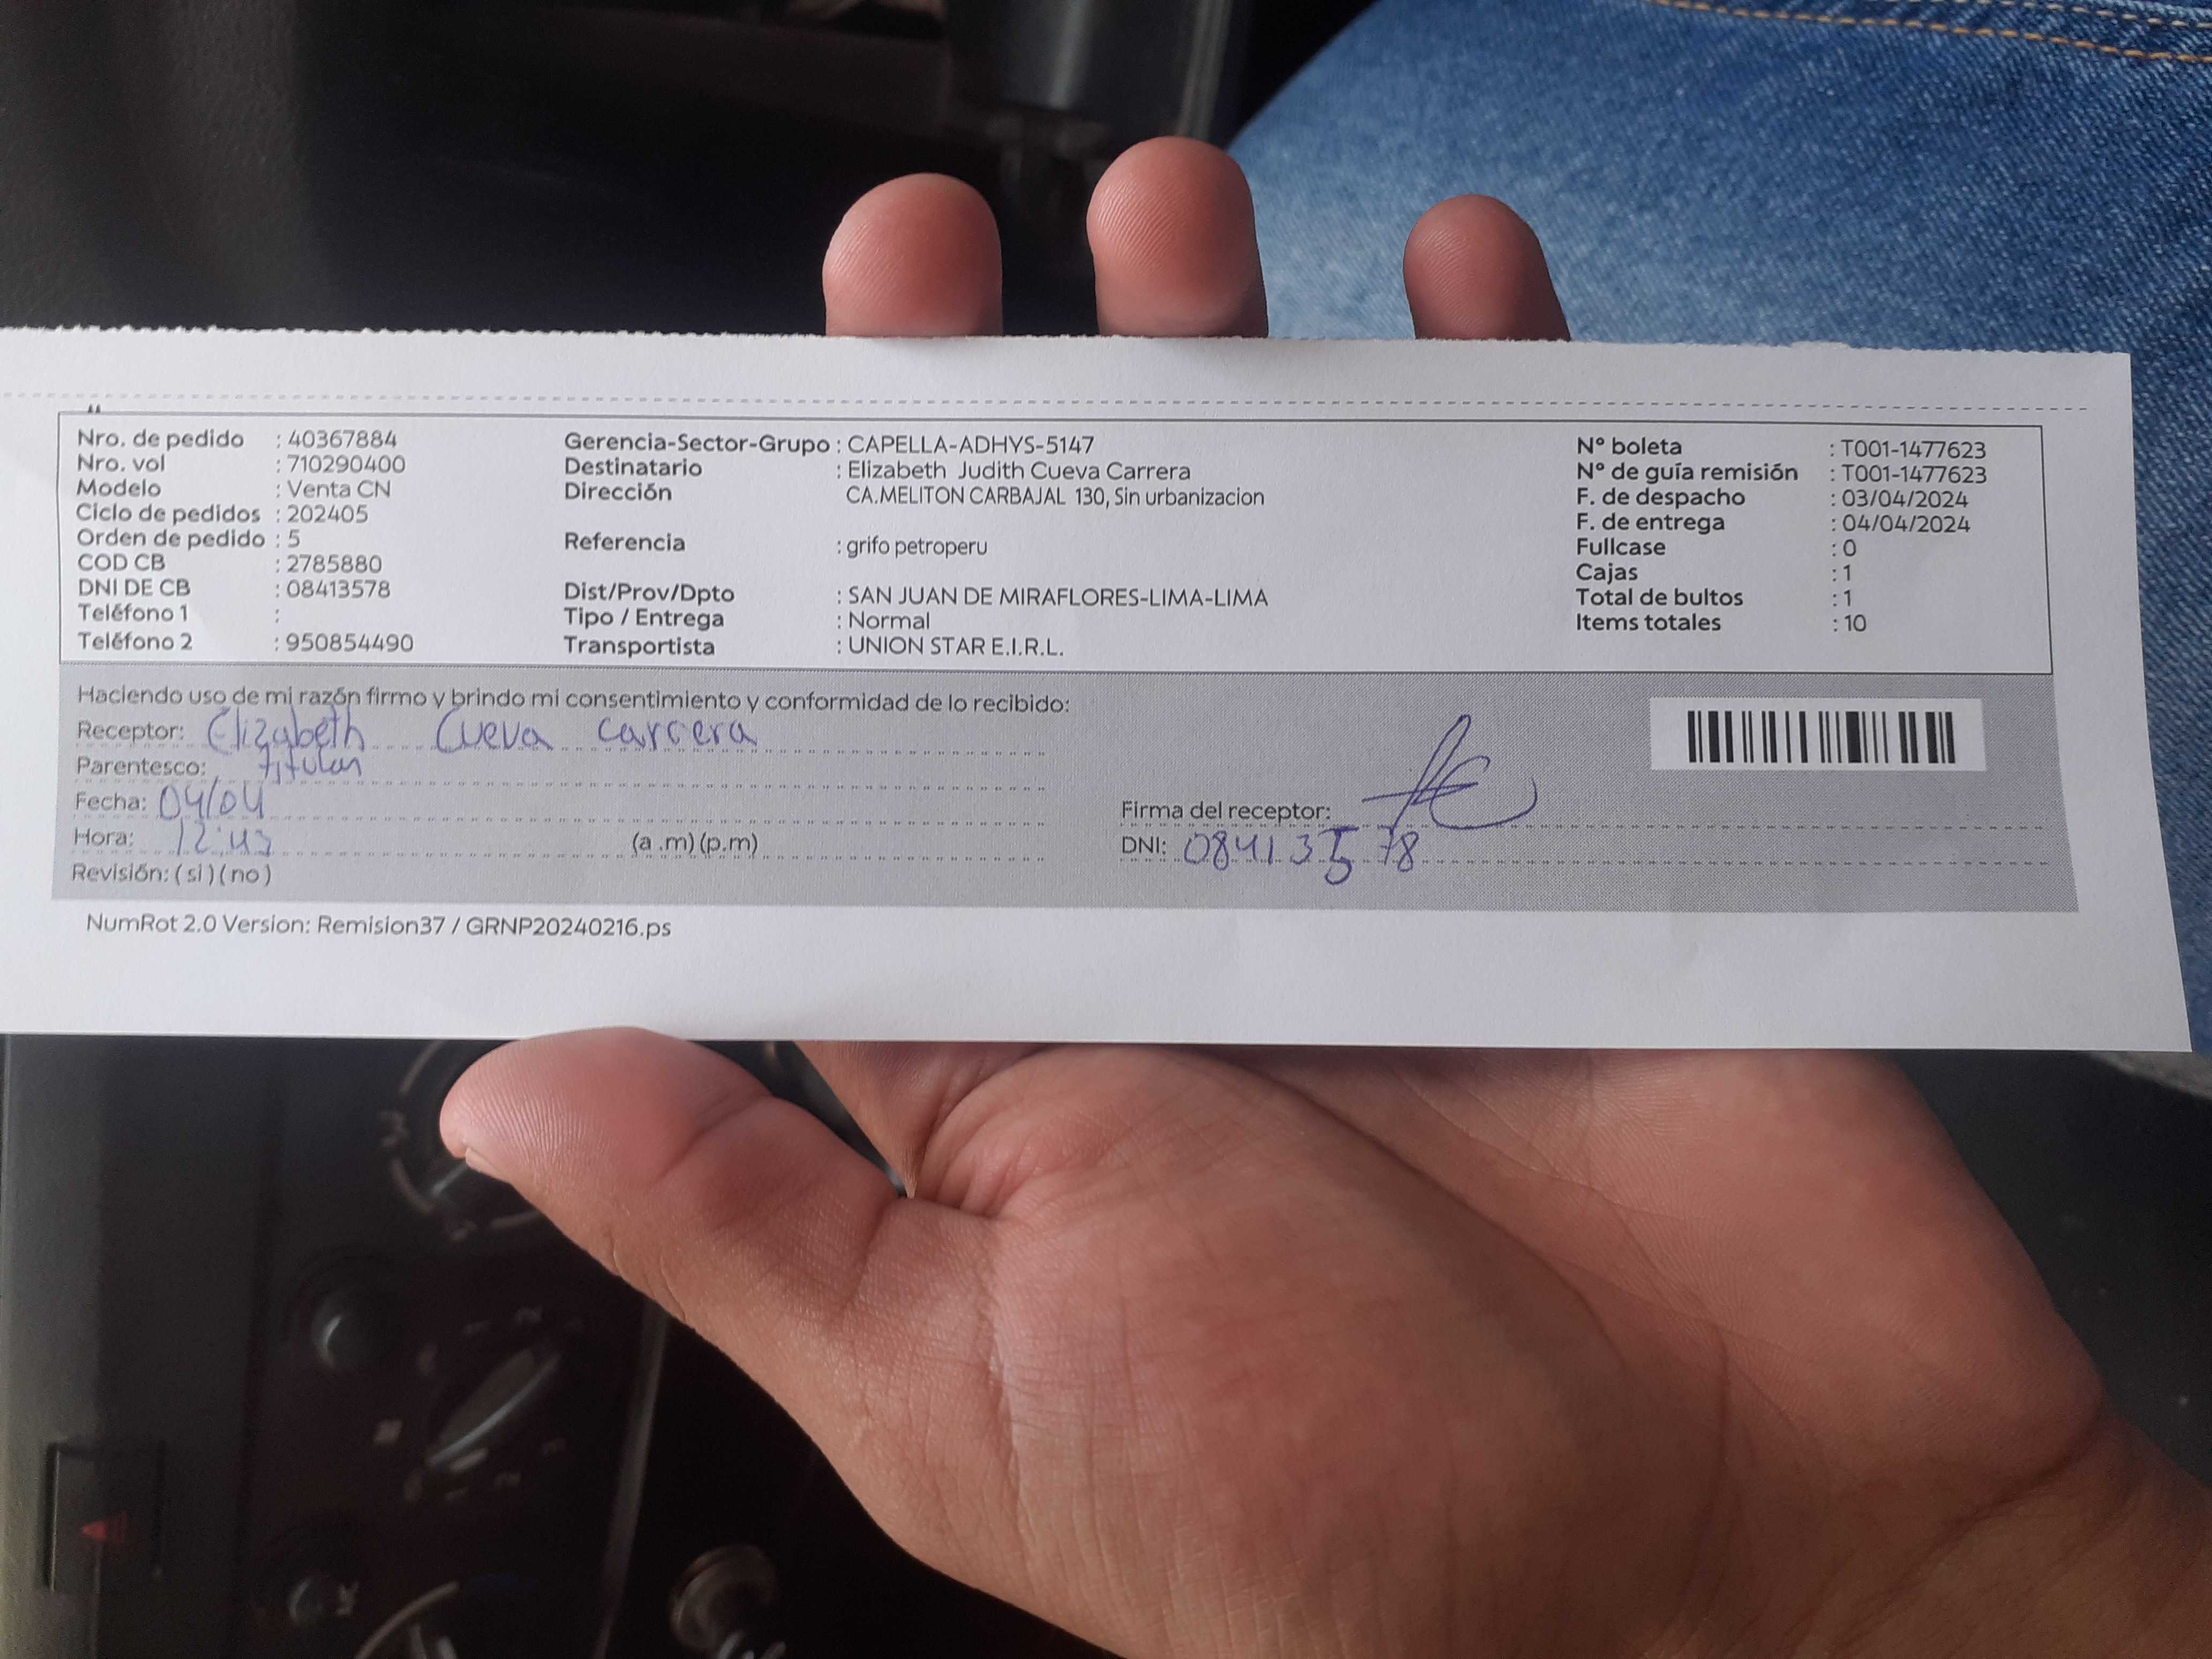 Nro. de pedido : 40367884
Nro. vol : 710290400
Modelo : Venta CN
Ciclo de pedidos : 202405
Orden de pedido : 5
COD CB : 2785880
DNI DE CB : 08413578
Teléfono 1 :
Teléfono 2 : 950854490
Gerencia-Sector-Grupo : CAPELLA-ADHYS-5147
Destinatario : Elizabeth Judith Cueva Carrera
Dirección CA.MELITON CARBAJAL 130, Sin urbanizacion
Referencia : grifo petroperu
Dist/Prov/Dpto : SAN JUAN DE MIRAFLORES-LIMA-LIMA
Tipo / Entrega : Normal
Transportista : UNION STAR E.I.R.L.
N° boleta : T001-1477623
N° de guía remisión : T001-1477623
F. de despacho : 03/04/2024
F. de entrega : 04/04/2024
Fullcase : 0
Cajas : 1
Total de bultos : 1
Items totales : 10
Haciendo uso de mi razón firmo y brindo mi consentimiento y conformidad de lo recibido:
Receptor: Elizabeth Cueva Carrera
Parentesco: titular
Fecha: 04/04
Hora: 12:43 (a .m) (p.m)
Revisión: ( si ) ( no )
Firma del receptor:
DNI: 08413578
NumRot 2.0 Version: Remision37 / GRNP20240216.ps